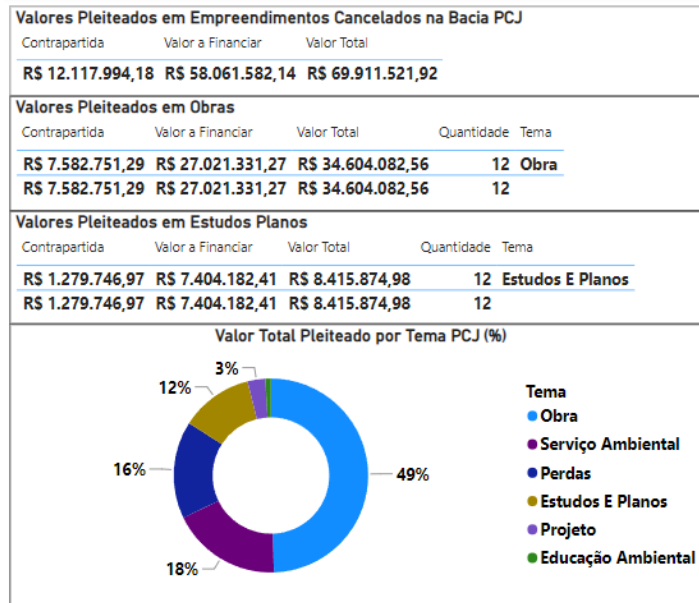 Valores Pleiteados em Empreendimentos Cancelados na Bacia PCJ
Contrapartida Valor a Financiar Valor Total
R$ 12.117.994,18 R$ 58.061.582,14 R$ 69.911.521,92
Valores Pleiteados em Obras
Contrapartida Valor a Financiar Valor Total Quantidade Tema
R$ 7.582.751,29 R$ 27.021.331,27 R$ 34.604.082,56 12 Obra
R$ 7.582.751,29 R$ 27.021.331,27 R$ 34.604.082,56 12
Valores Pleiteados em Estudos Planos
Contrapartida Valor a Financiar Valor Total Quantidade Tema
R$ 1.279.746,97 R$ 7.404.182,41 R$ 8.415.874,98 12 Estudos E Planos
R$ 1.279.746,97 R$ 7.404.182,41 R$ 8.415.874,98 12
Valor Total Pleiteado por Tema PCJ (%)
3%
12%
16%
18%
49%
Tema
Obra
Serviço Ambiental
Perdas
Estudos E Planos
Projeto
Educação Ambiental